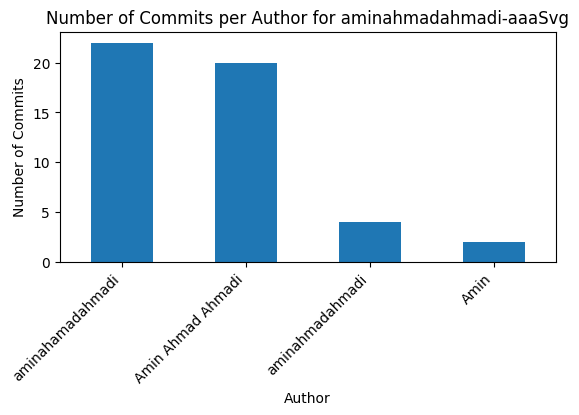 Number of Commits per Author for aminahmadahmadi-aaaSvg
Number of Commits
20
15
10
5
0
aminahamadahmadi
Amin Ahmad Ahmadi
aminahmadahmadi
Amin
Author